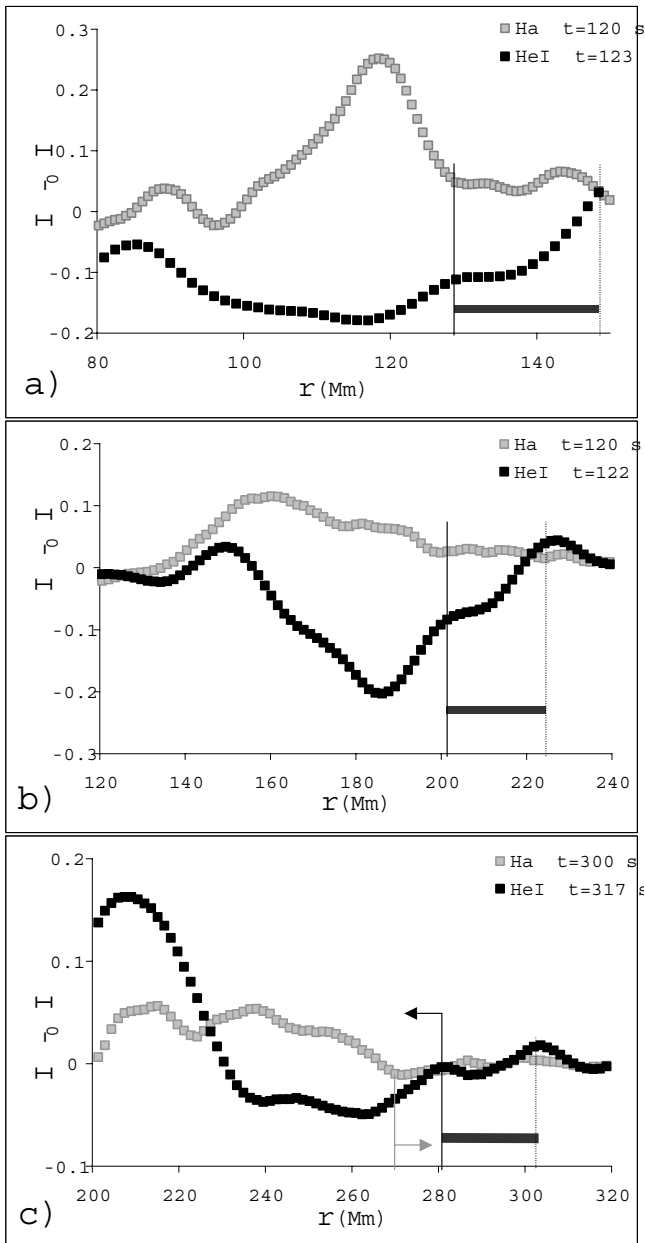 Ha t=120 s
HeI t=123
0.3
0.2
0.1
0
-0.1
-0.2
I ρ I
80 100 120 140
r (Mm)
a)
Ha t=120 s
HeI t=122
0.2
0.1
0
-0.1
-0.2
-0.3
I ρ I
120 140 160 180 200 220 240
r (Mm)
b)
Ha t=300 s
HeI t=317 s
0.2
0.1
0
-0.1
I ρ I
200 220 240 260 280 300 320
r (Mm)
c)